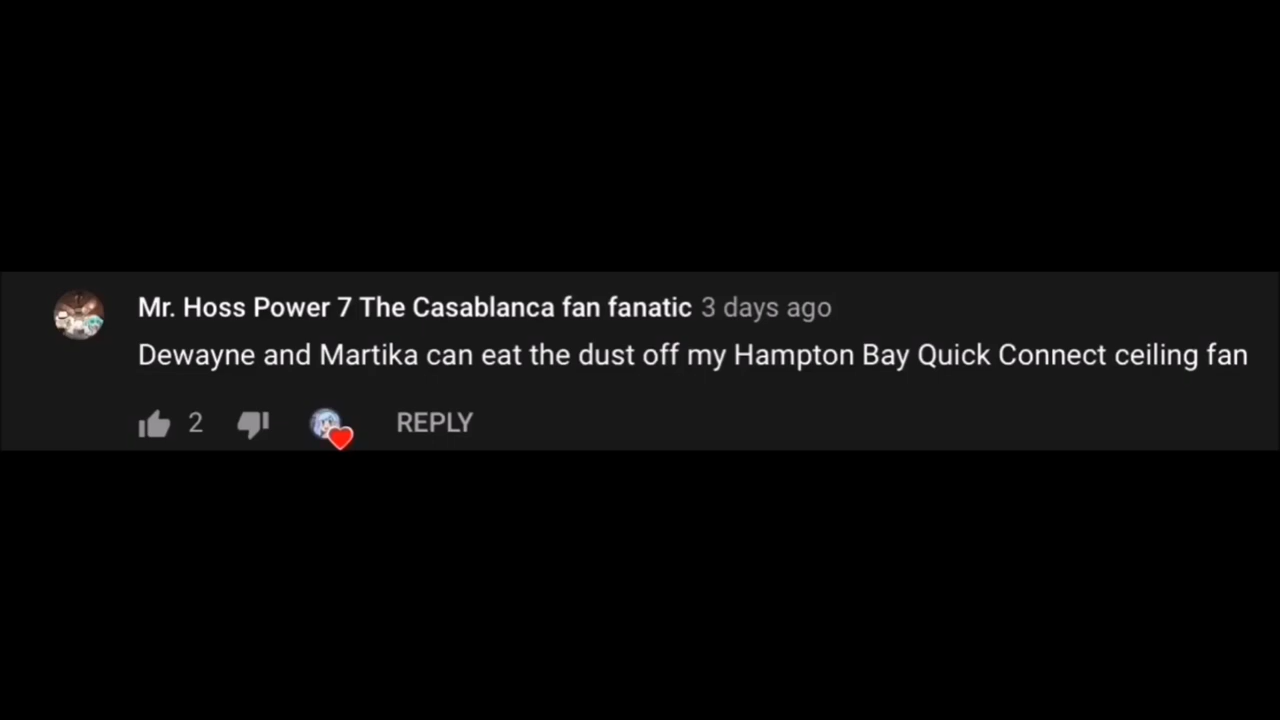 Mr. Hoss Power 7 The Casablanca fan fanatic 3 days ago
Dewayne and Martika can eat the dust off my Hampton Bay Quick Connect ceiling fan
2 REPLY